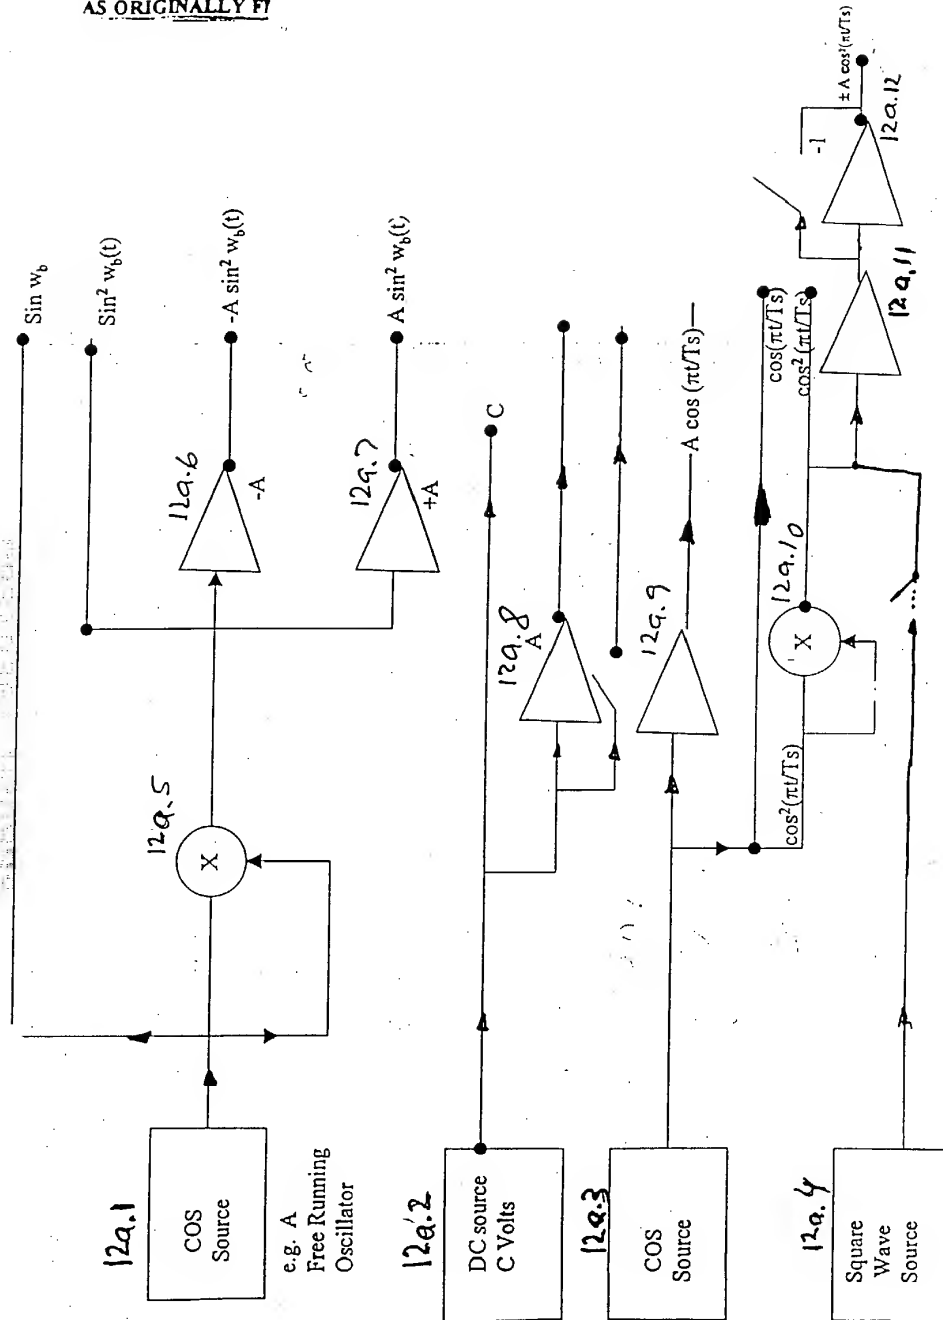 AS ORIGINALLY
Sin w_b
Sin² w_b(t)
-A sin² w_b(t)
A sin² w_b(t)
12a.6
-A
12a.7
+A
12a.5
X
12a.1
COS
Source
e.g. A
Free Running
Oscillator
C
12a.8
A
12a.2
DC source
C Volts
12a.9
A cos (πt/Ts)
12a.3
COS
Source
cos(πt/Ts)
cos²(πt/Ts)
12a.10
X
cos²(πt/Ts)
12a.11
-1
± A cos²(πt/Ts)
12a.12
12a.4
Square
Wave
Source